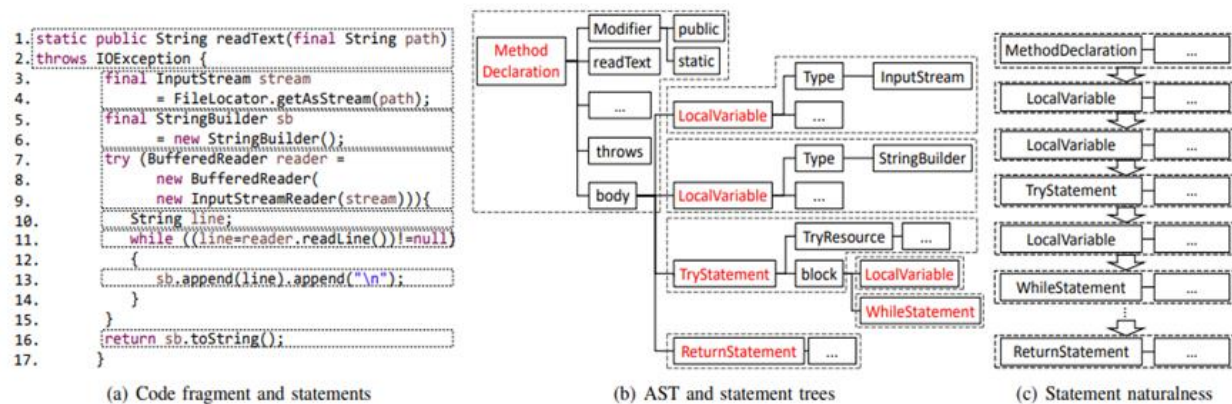 1. static public String readText(final String path)
2. throws IOException {
3. final InputStream stream
4. = FileLocator.getAsStream(path);
5. final StringBuilder sb
6. = new StringBuilder();
7. try (BufferedReader reader =
8. new BufferedReader(
9. new InputStreamReader(stream))){
10. String line;
11. while ((line=reader.readLine())!=null)
12. {
13. sb.append(line).append("\n");
14. }
15. }
16. return sb.toString();
17. }
(a) Code fragment and statements
Method
Declaration
Modifier
public
static
readText
...
throws
body
LocalVariable
Type
InputStream
...
LocalVariable
Type
StringBuilder
...
TryStatement
TryResource
...
block
LocalVariable
WhileStatement
ReturnStatement
...
(b) AST and statement trees
MethodDeclaration
...
LocalVariable
...
LocalVariable
...
TryStatement
...
LocalVariable
...
WhileStatement
...
ReturnStatement
...
(c) Statement naturalness